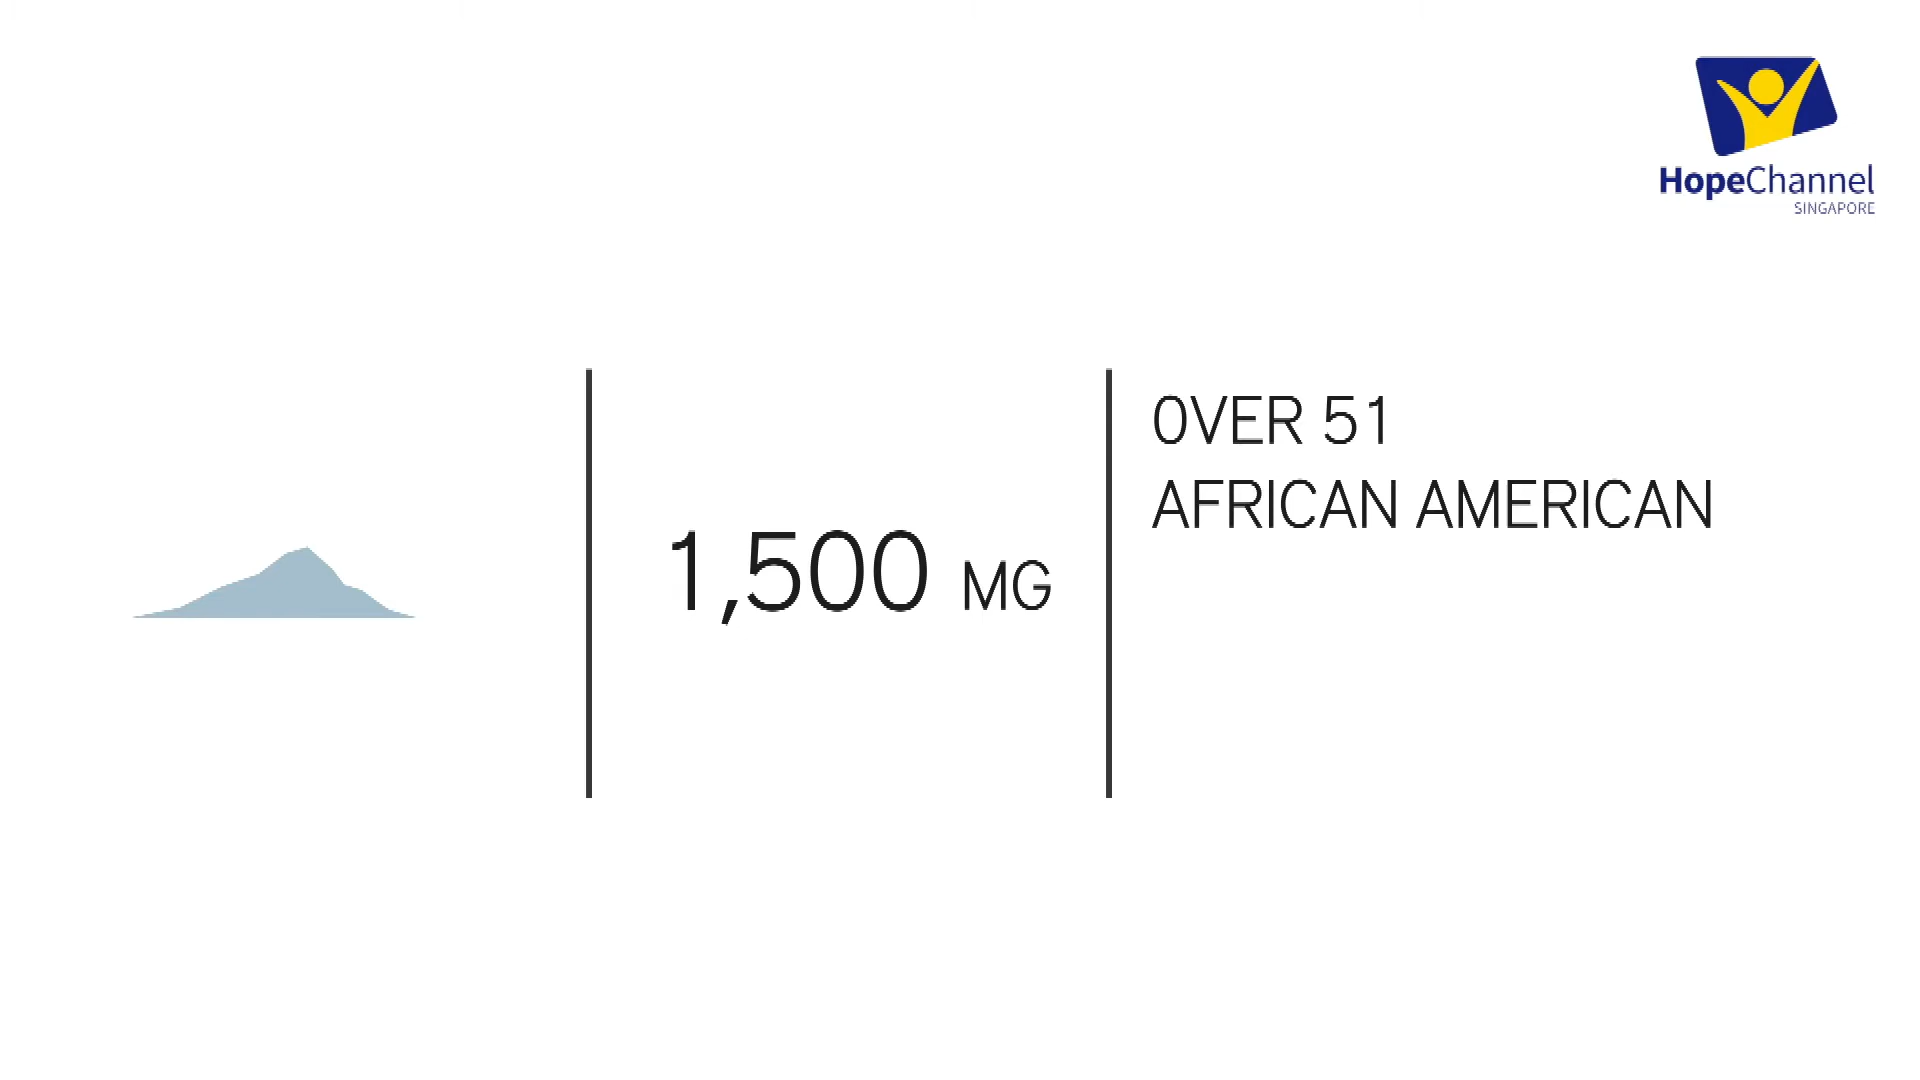 HopeChannel
SINGAPORE
1,500 MG
OVER 51
AFRICAN AMERICAN